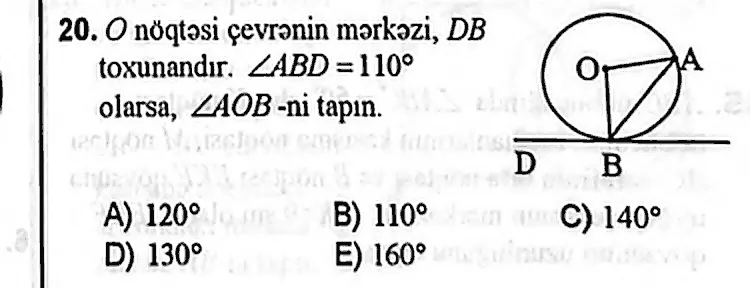 20. O nöqtəsi çevrənin mərkəzi, DB
toxunandır. ∠ABD = 110°
olarsa, ∠AOB-ni tapın.
O
A
D
B
A) 120° B) 110° C) 140°
D) 130° E) 160°